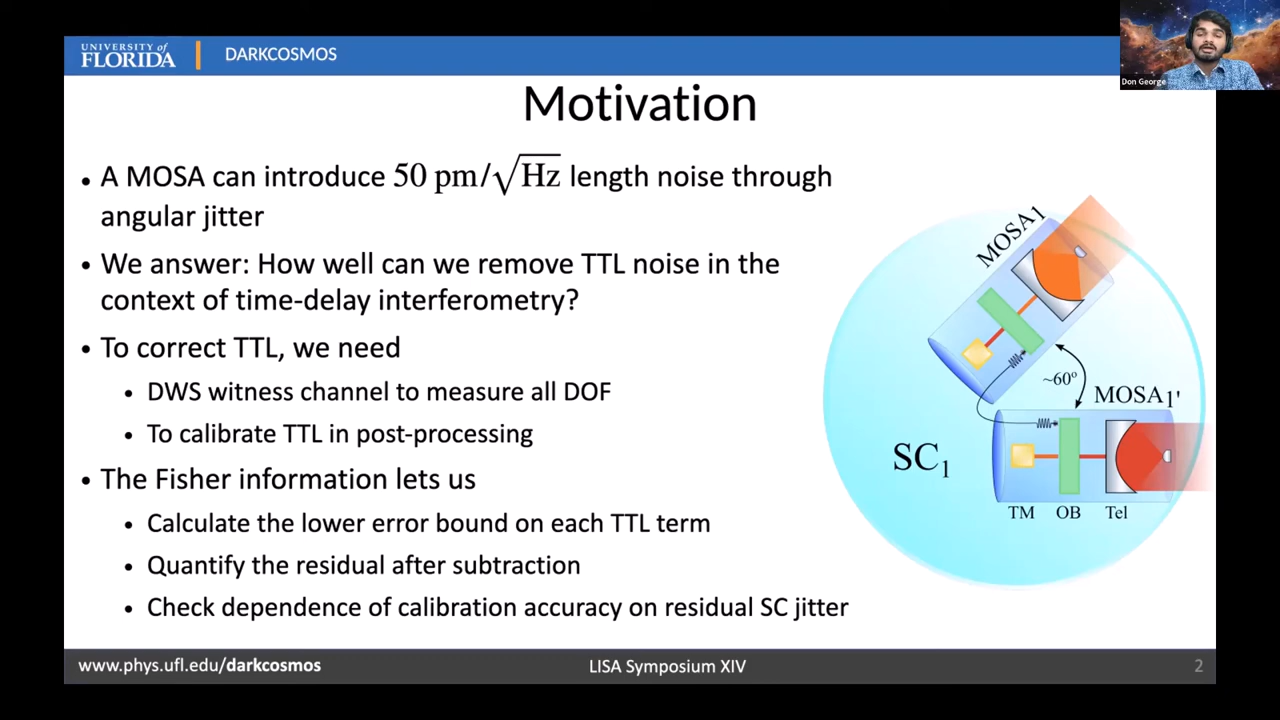 UNIVERSITY of
FLORIDA
DARKCOSMOS
Don George
Motivation
• A MOSA can introduce 50 pm/√Hz length noise through
angular jitter
• We answer: How well can we remove TTL noise in the
context of time-delay interferometry?
• To correct TTL, we need
• DWS witness channel to measure all DOF
• To calibrate TTL in post-processing
• The Fisher information lets us
• Calculate the lower error bound on each TTL term
• Quantify the residual after subtraction
• Check dependence of calibration accuracy on residual SC jitter
MOSA1
~60°
MOSA1'
SC1
TM OB Tel
www.phys.ufl.edu/darkcosmos
LISA Symposium XIV
2